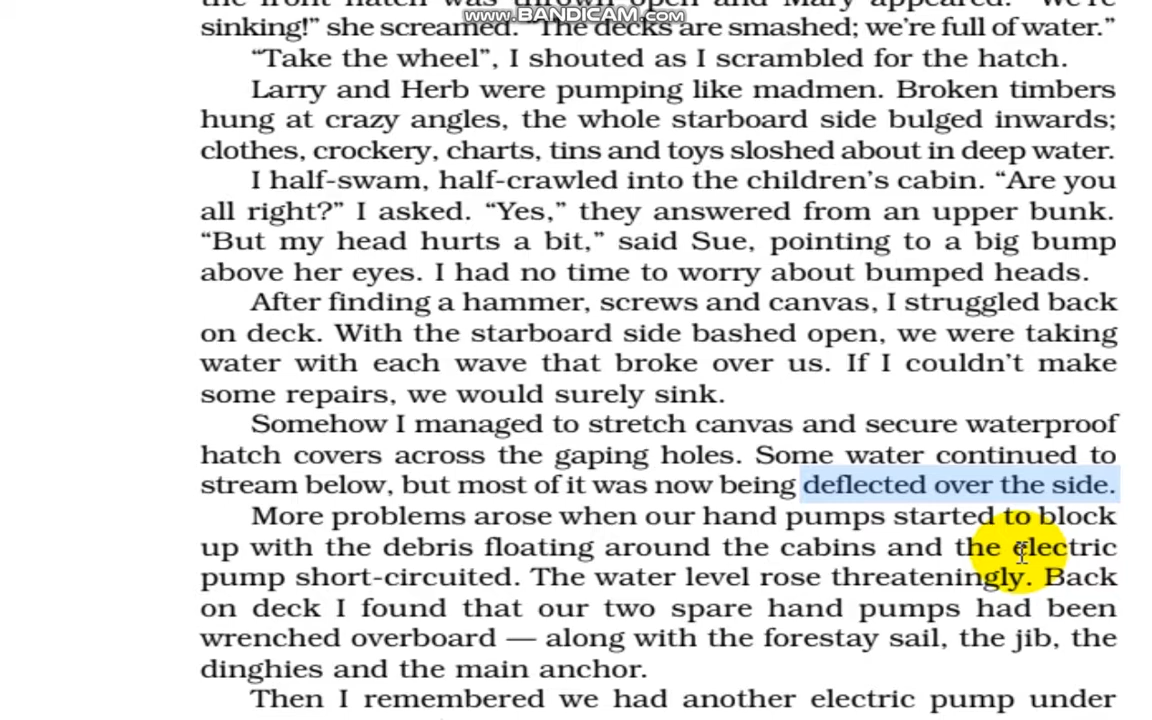 the front hatch was thrown open and Mary appeared. “We’re
www.BANDICAM.com
sinking!” she screamed. “The decks are smashed; we’re full of water.”
“Take the wheel”, I shouted as I scrambled for the hatch.
Larry and Herb were pumping like madmen. Broken timbers
hung at crazy angles, the whole starboard side bulged inwards;
clothes, crockery, charts, tins and toys sloshed about in deep water.
I half-swam, half-crawled into the children’s cabin. “Are you
all right?” I asked. “Yes,” they answered from an upper bunk.
“But my head hurts a bit,” said Sue, pointing to a big bump
above her eyes. I had no time to worry about bumped heads.
After finding a hammer, screws and canvas, I struggled back
on deck. With the starboard side bashed open, we were taking
water with each wave that broke over us. If I couldn’t make
some repairs, we would surely sink.
Somehow I managed to stretch canvas and secure waterproof
hatch covers across the gaping holes. Some water continued to
stream below, but most of it was now being deflected over the side.
More problems arose when our hand pumps started to block
up with the debris floating around the cabins and the electric
pump short-circuited. The water level rose threateningly. Back
on deck I found that our two spare hand pumps had been
wrenched overboard — along with the forestay sail, the jib, the
dinghies and the main anchor.
Then I remembered we had another electric pump under